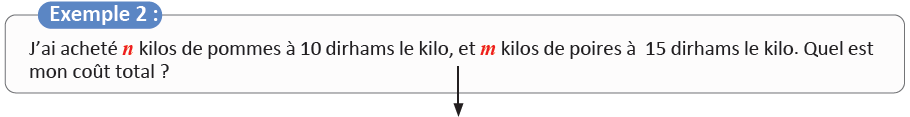 Exemple 2 :
J'ai acheté n kilos de pommes à 10 dirhams le kilo, et m kilos de poires à 15 dirhams le kilo. Quel est
mon coût total ?